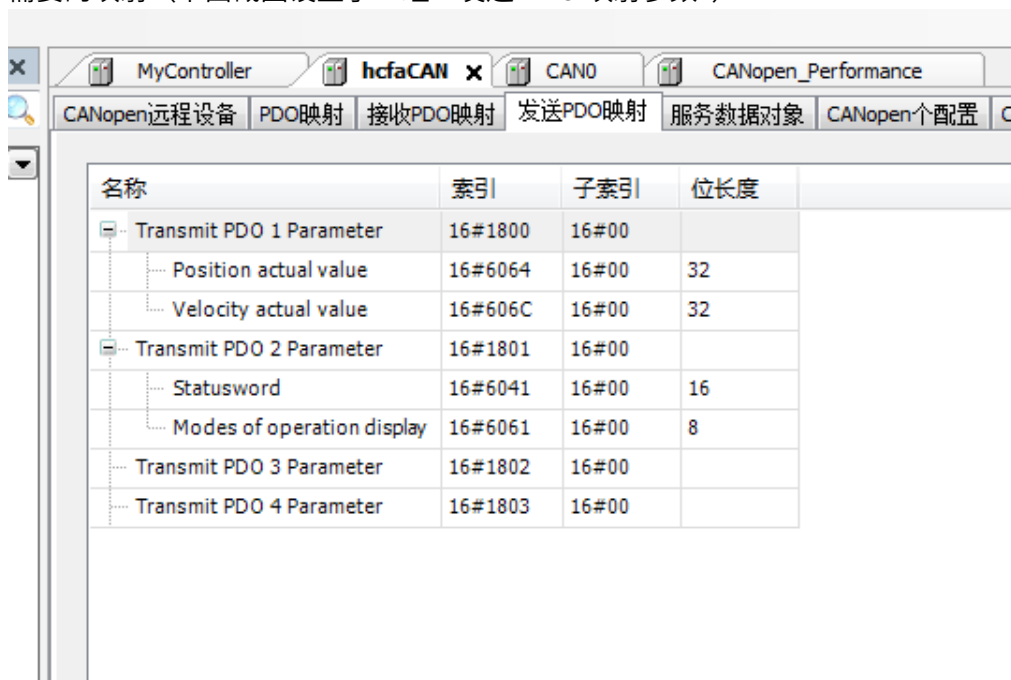 MyController hcfaCAN x CAN0 CANopen_Performance
CANopen远程设备 PDO映射 接收PDO映射 发送PDO映射 服务数据对象 CANopen个配置
名称 索引 子索引 位长度
Transmit PDO 1 Parameter 16#1800 16#00
Position actual value 16#6064 16#00 32
Velocity actual value 16#606C 16#00 32
Transmit PDO 2 Parameter 16#1801 16#00
Statusword 16#6041 16#00 16
Modes of operation display 16#6061 16#00 8
Transmit PDO 3 Parameter 16#1802 16#00
Transmit PDO 4 Parameter 16#1803 16#00